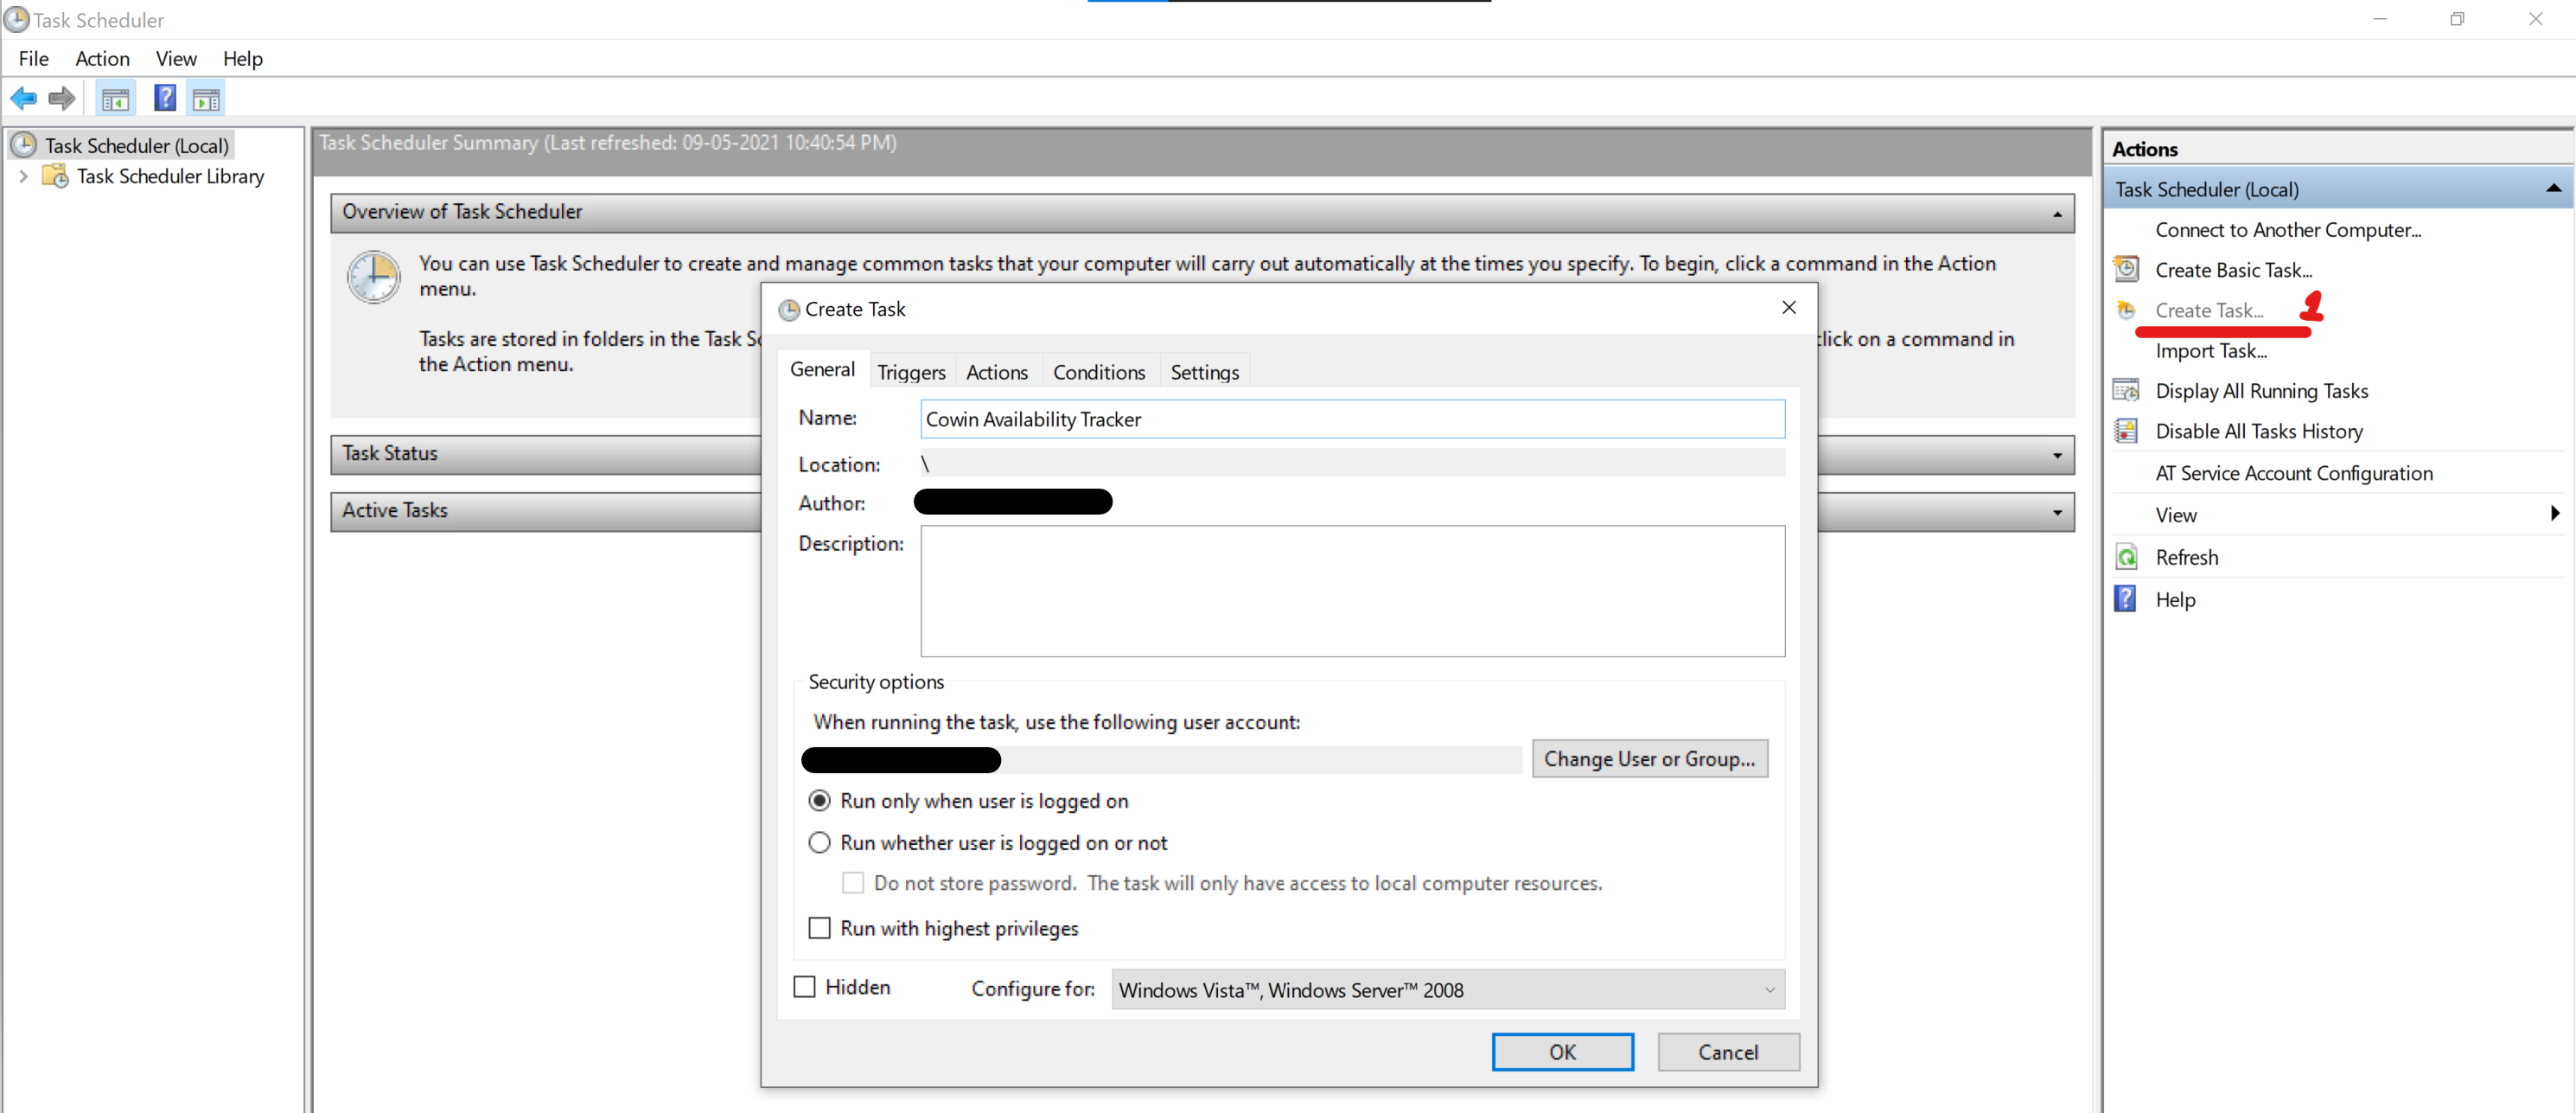 Task Scheduler
File Action View Help
Task Scheduler (Local)
Task Scheduler Library
Task Scheduler Summary (Last refreshed: 09-05-2021 10:40:54 PM)
Overview of Task Scheduler
You can use Task Scheduler to create and manage common tasks that your computer will carry out automatically at the times you specify. To begin, click a command in the Action
menu.
Tasks are stored in folders in the Task
click on a command in
the Action menu.
Task Status
Active Tasks
Create Task
General Triggers Actions Conditions Settings
Name: Cowin Availability Tracker
Location: \
Author:
Description:
Security options
When running the task, use the following user account:
Change User or Group...
Run only when user is logged on
Run whether user is logged on or not
Do not store password. The task will only have access to local computer resources.
Run with highest privileges
Hidden Configure for: Windows Vista™, Windows Server™ 2008
OK Cancel
Actions
Task Scheduler (Local)
Connect to Another Computer...
Create Basic Task...
Create Task... 1
Import Task...
Display All Running Tasks
Disable All Tasks History
AT Service Account Configuration
View
Refresh
Help